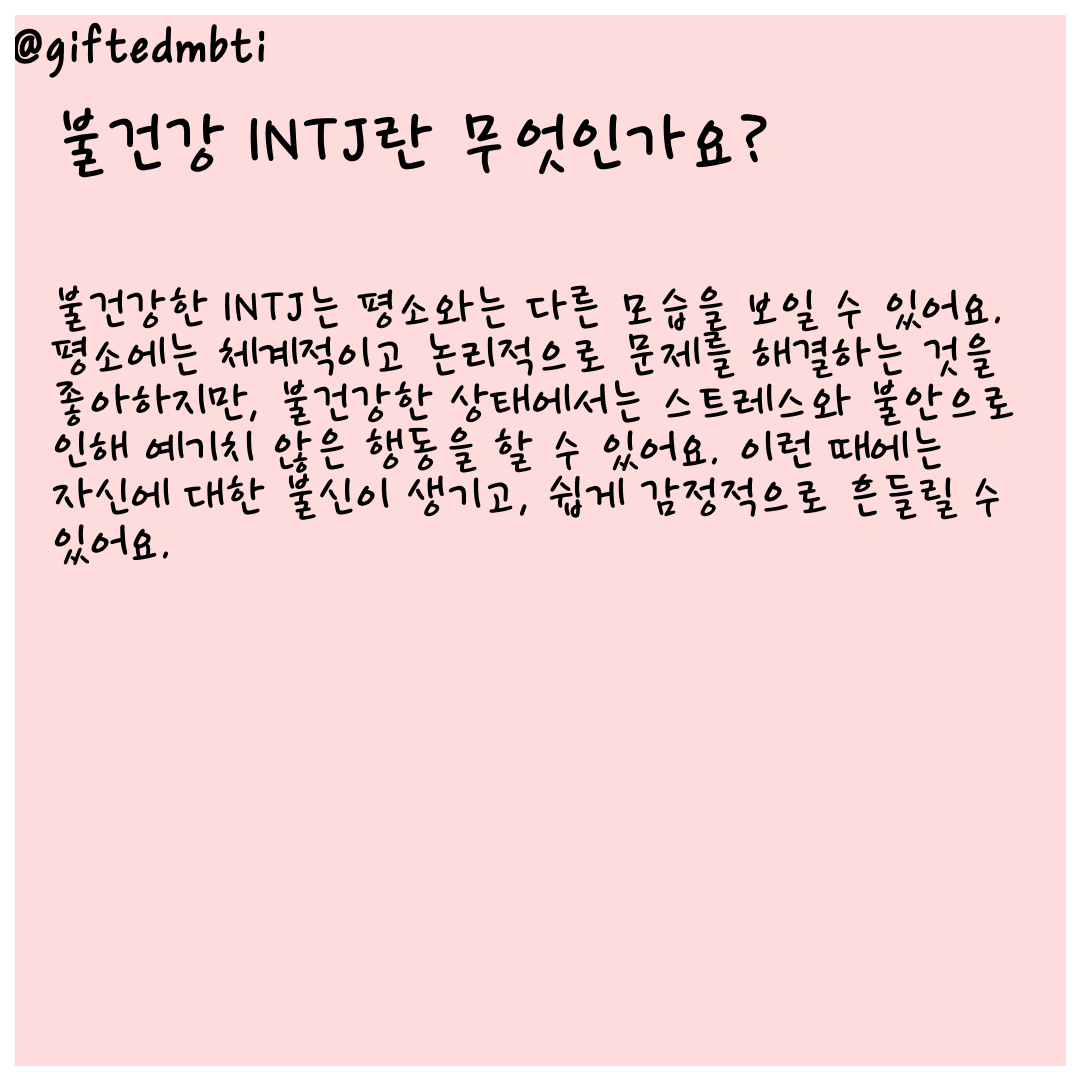 @giftedmbti
불건강 INTJ란 무엇인가요?
불건강한 INTJ는 평소와는 다른 모습을 보일 수 있어요.
평소에는 체계적이고 논리적으로 문제를 해결하는 것을
좋아하지만, 불건강한 상태에서는 스트레스와 불안으로
인해 예기치 않은 행동을 할 수 있어요. 이런 때에는
자신에 대한 불신이 생기고, 쉽게 감정적으로 흔들릴 수
있어요.